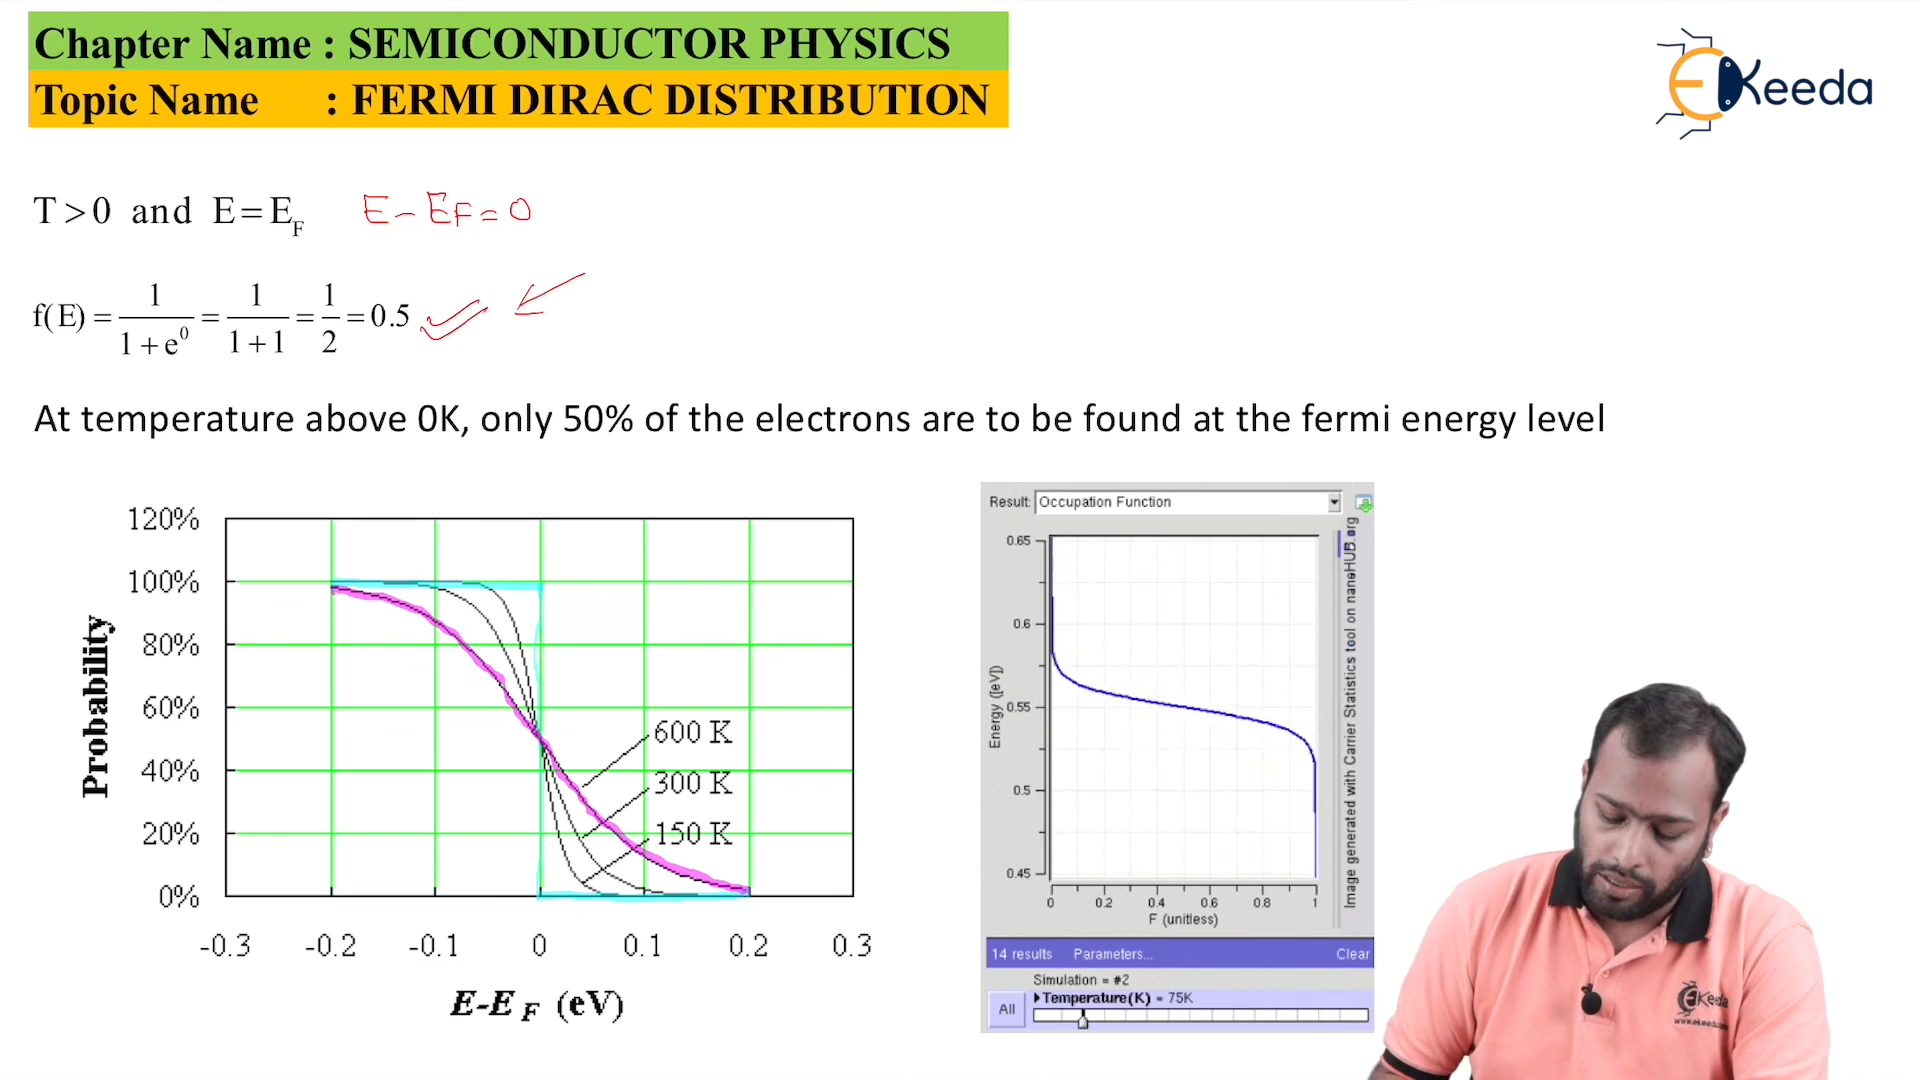 Chapter Name : SEMICONDUCTOR PHYSICS
Topic Name : FERMI DIRAC DISTRIBUTION
EKeeda
T > 0 and E = E_F E - EF = 0
f(E) = 1/(1 + e^0) = 1/(1 + 1) = 1/2 = 0.5
At temperature above 0K, only 50% of the electrons are to be found at the fermi energy level
Probability
120%
100%
80%
60%
40%
20%
0%
600 K
300 K
150 K
-0.3 -0.2 -0.1 0 0.1 0.2 0.3
E-E_F (eV)
Result: Occupation Function
Energy ([eV])
0.65
0.6
0.55
0.5
0.45
0 0.2 0.4 0.6 0.8 1
F (unitless)
Image generated with Carrier Statistics tool on nanoHUB.org
14 results Parameters... Clear
Simulation = #2
All
Temperature(K) = 75K
EKeeda